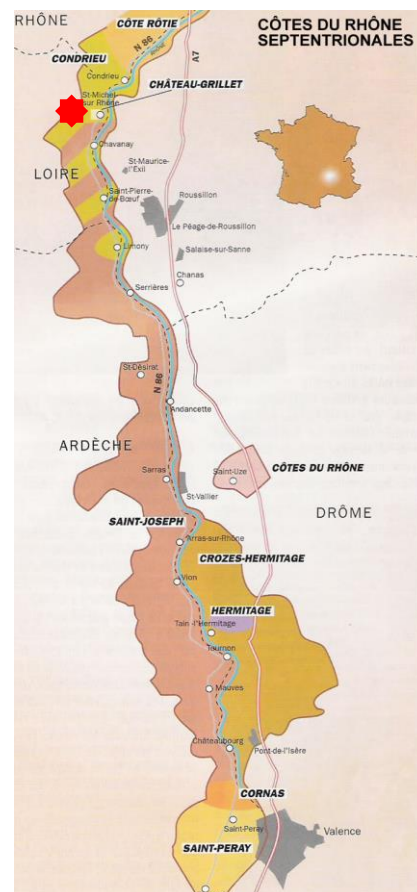 RHÔNE
CÔTE RÔTIE
CÔTES DU RHÔNE
SEPTENTRIONALES
N 86
A7
CONDRIEU
Condrieu
CHÂTEAU-GRILLET
St-Michel-
sur Rhône
Chavanay
St-Maurice-
l'Exil
LOIRE
Saint-Pierre-
de-Bœuf
Roussillon
Le Péage-de-Roussillon
Limony
Salaise-sur-Sanne
Chanas
Serrières
St-Désirat
N 86
Andancette
ARDÈCHE
Sarras
Saint-Uze
CÔTES DU RHÔNE
St-Vallier
DRÔME
SAINT-JOSEPH
Arras-sur-Rhône
CROZES-HERMITAGE
Vion
HERMITAGE
Tain-l'Hermitage
Tournon
Mauves
Châteaubourg
Pont-de-l'Isère
CORNAS
Saint-Peray
Valence
SAINT-PERAY